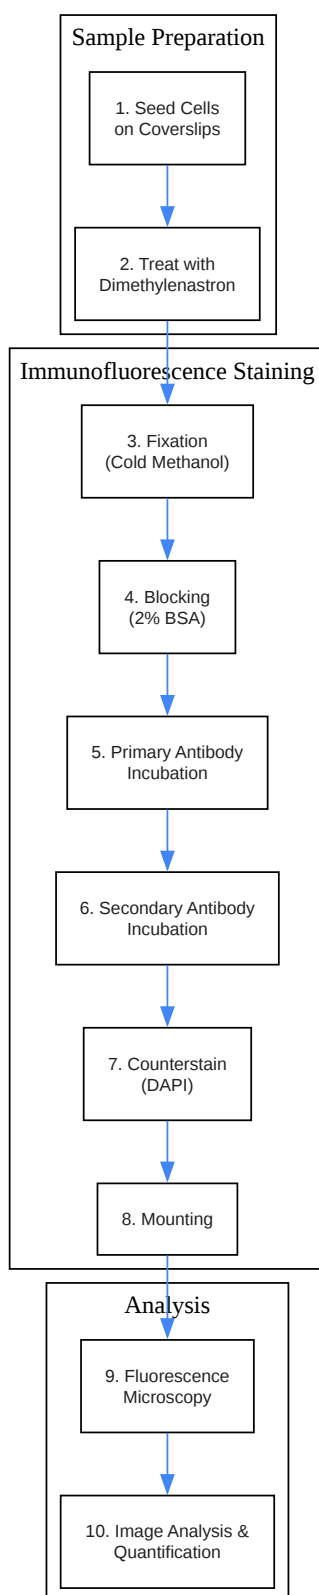 Sample Preparation
1. Seed Cells
on Coverslips
2. Treat with
Dimethylenastron
Immunofluorescence Staining
3. Fixation
(Cold Methanol)
4. Blocking
(2% BSA)
5. Primary Antibody
Incubation
6. Secondary Antibody
Incubation
7. Counterstain
(DAPI)
8. Mounting
Analysis
9. Fluorescence
Microscopy
10. Image Analysis &
Quantification